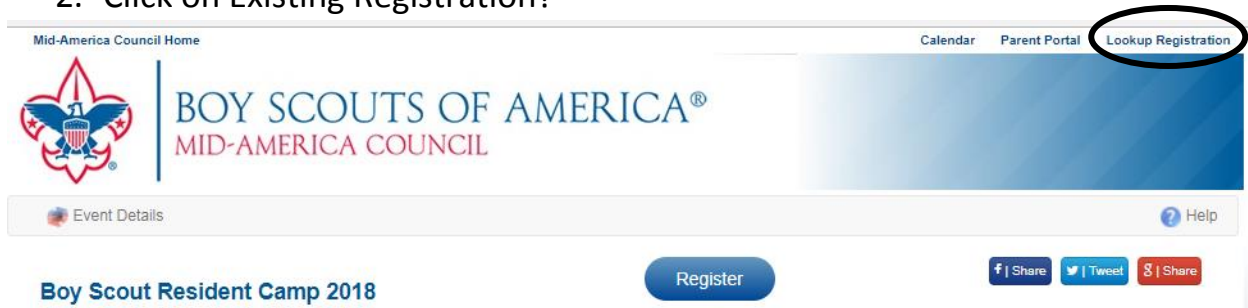 2. Click on Existing Registration?
Mid-America Council Home
Calendar Parent Portal Lookup Registration
BOY SCOUTS OF AMERICA®
MID-AMERICA COUNCIL
Event Details
Help
Boy Scout Resident Camp 2018
Register
f | Share
| Tweet
8 | Share